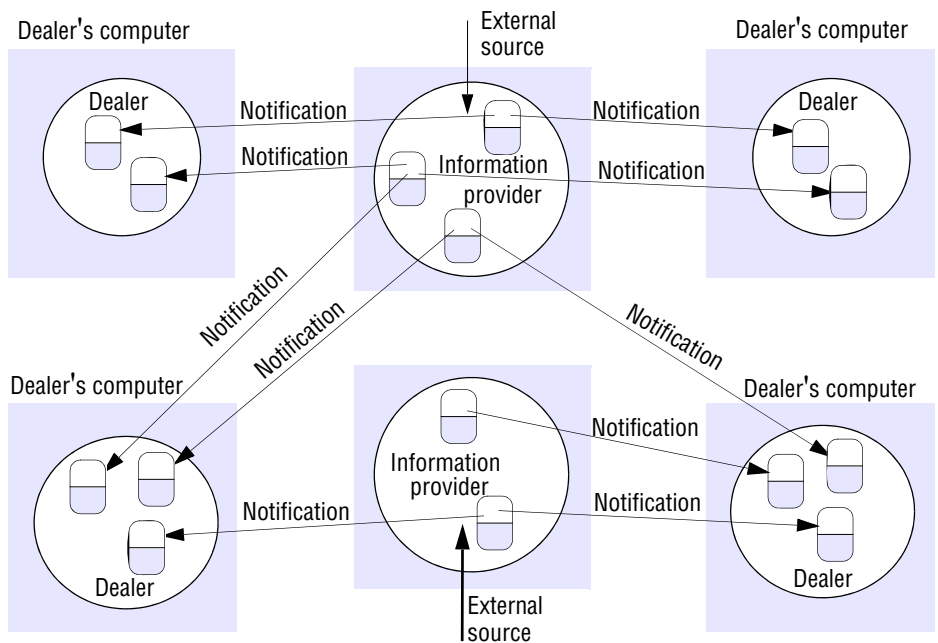 External
source
Dealer's computer
Dealer's computer
Dealer
Notification
Notification
Dealer
Notification
Information
provider
Notification
Notification
Notification
Notification
Dealer's computer
Dealer's computer
Information
provider
Notification
Notification
Notification
Dealer
Dealer
External
source